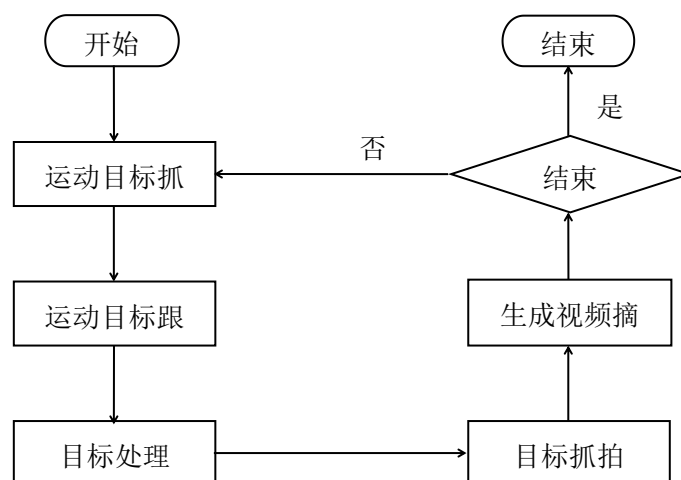 开始
结束
是
否
运动目标抓
结束
运动目标跟
生成视频摘
目标处理
目标抓拍